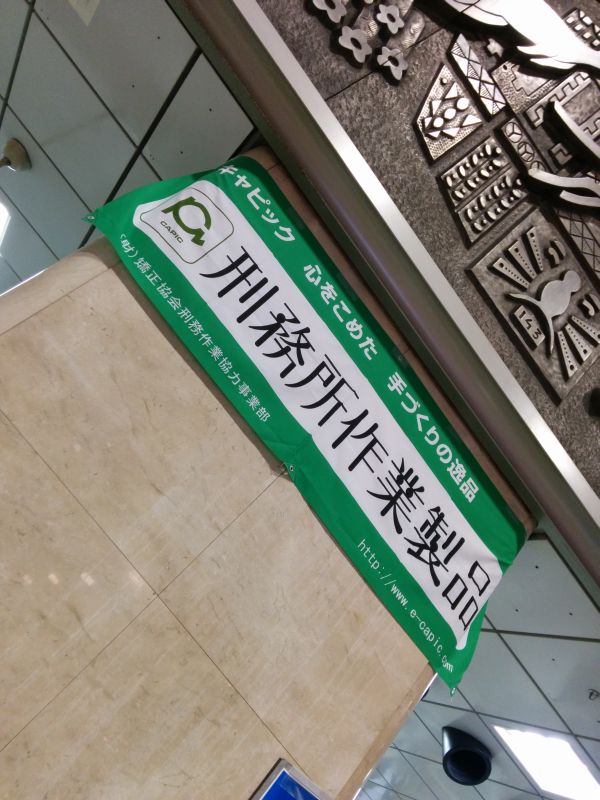 キャピック 心をこめた 手づくりの逸品
CAPIC
刑務所作業製品
(財)矯正協会刑務作業協力事業部
http://www.e-capic.com
143